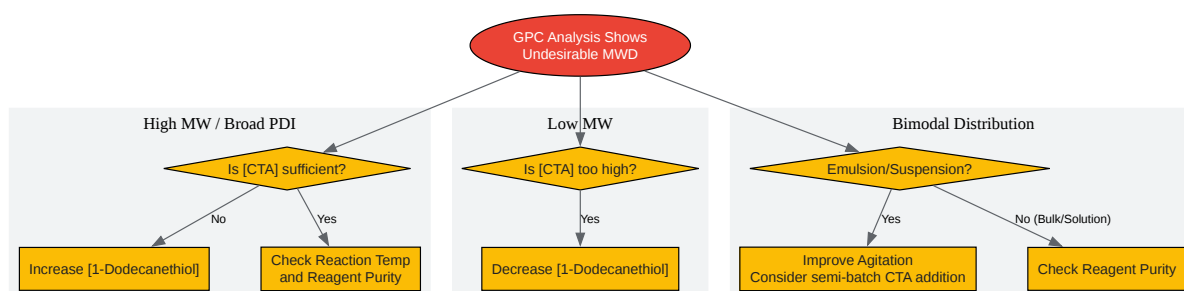 GPC Analysis Shows
Undesirable MWD
High MW / Broad PDI
Low MW
Bimodal Distribution
Is [CTA] sufficient?
Is [CTA] too high?
Emulsion/Suspension?
No
Yes
Yes
Yes
No (Bulk/Solution)
Increase [1-Dodecanethiol]
Check Reaction Temp
and Reagent Purity
Decrease [1-Dodecanethiol]
Improve Agitation
Consider semi-batch CTA addition
Check Reagent Purity